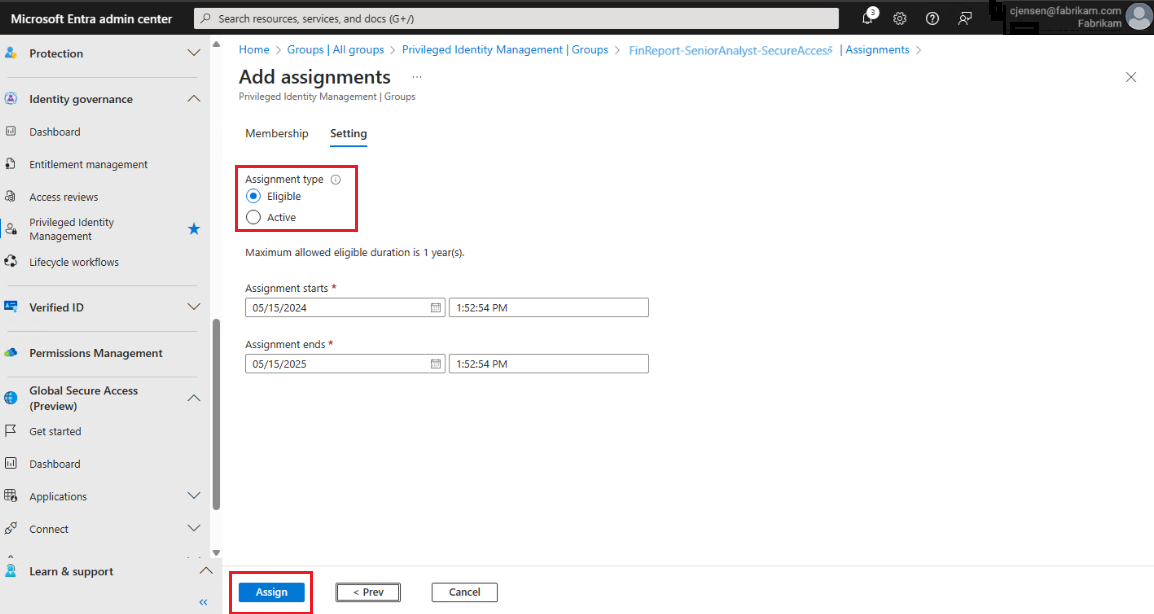 Microsoft Entra admin center
Search resources, services, and docs (G+/)
3
cjensen@fabrikam.com
Fabrikam
Protection
Identity governance
Dashboard
Entitlement management
Access reviews
Privileged Identity
Management
Lifecycle workflows
Verified ID
Permissions Management
Global Secure Access
(Preview)
Get started
Dashboard
Applications
Connect
Learn & support
«
Home > Groups | All groups > Privileged Identity Management | Groups > FinReport-SeniorAnalyst-SecureAccess | Assignments >
Add assignments ...
Privileged Identity Management | Groups
Membership Setting
Assignment type
Eligible
Active
Maximum allowed eligible duration is 1 year(s).
Assignment starts *
05/15/2024 1:52:54 PM
Assignment ends *
05/15/2025 1:52:54 PM
Assign < Prev Cancel